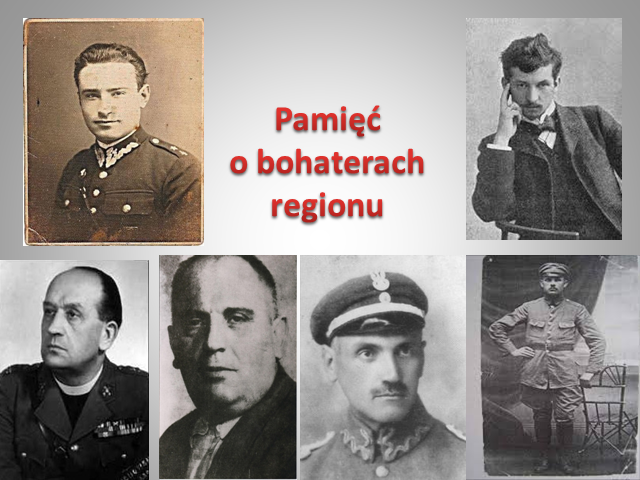 Pamięć
o bohaterach
regionu